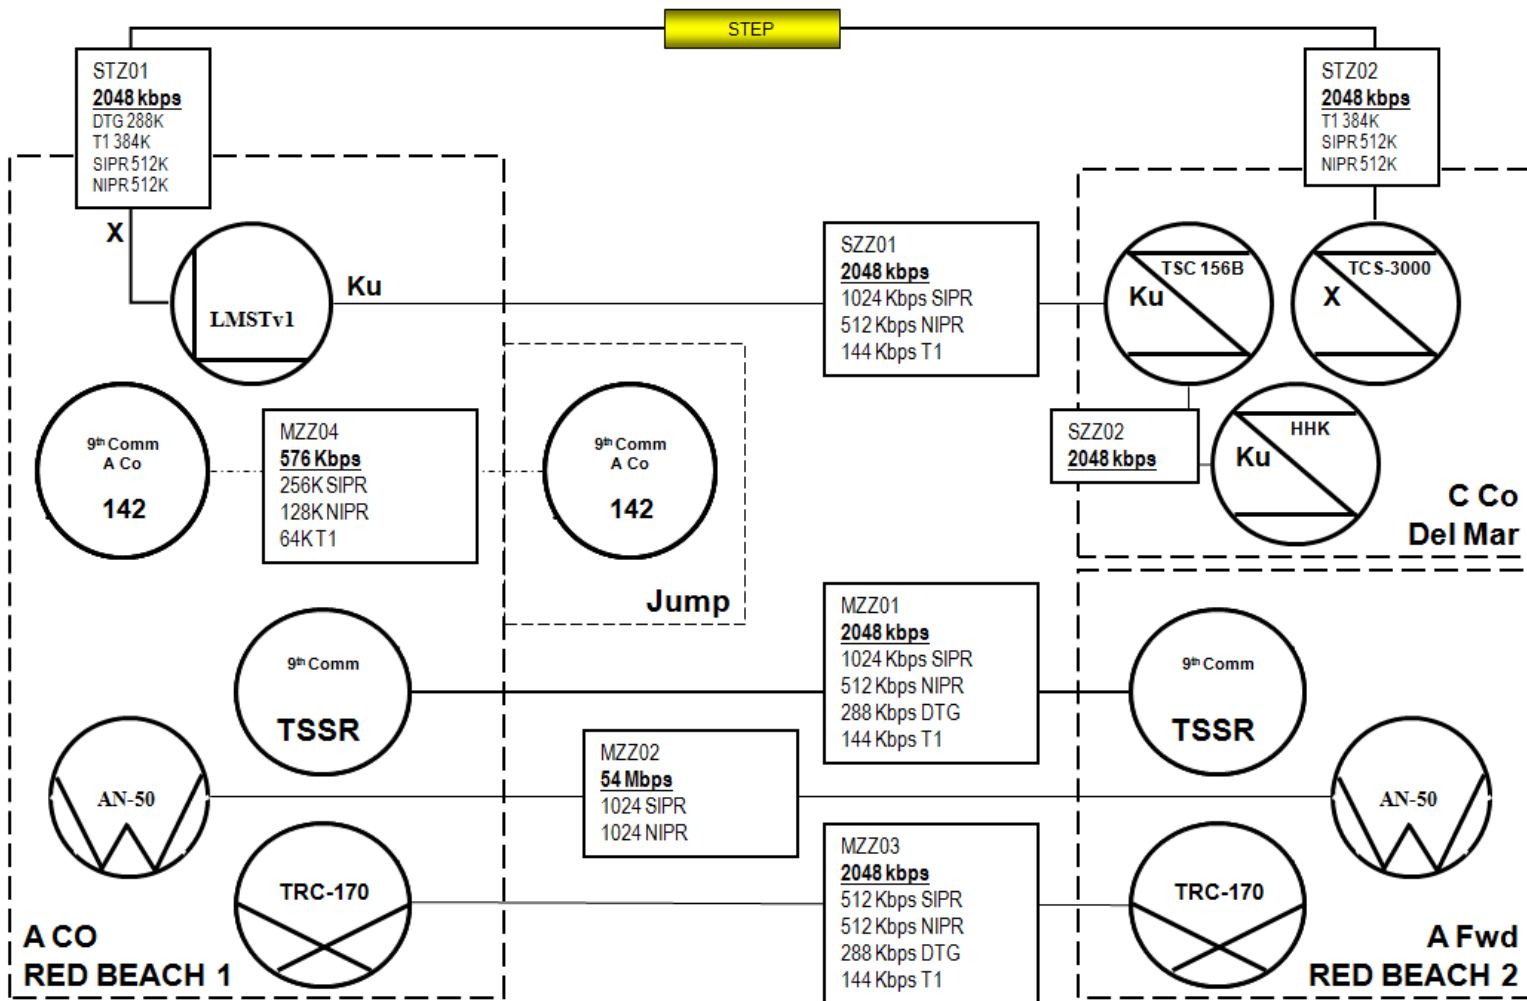 STEP
STZ01
2048 kbps
DTG 288K
T1 384K
SIPR 512K
NIPR 512K
STZ02
2048 kbps
T1 384K
SIPR 512K
NIPR 512K
X
LMSTv1
Ku
SZZ01
2048 kbps
1024 Kbps SIPR
512 Kbps NIPR
144 Kbps T1
TSC 156B
Ku
TCS-3000
X
9th Comm
A Co
142
MZZ04
576 Kbps
256K SIPR
128K NIPR
64K T1
9th Comm
A Co
142
Jump
SZZ02
2048 kbps
HHK
Ku
C Co
Del Mar
9th Comm
TSSR
MZZ01
2048 kbps
1024 Kbps SIPR
512 Kbps NIPR
288 Kbps DTG
144 Kbps T1
9th Comm
TSSR
AN-50
MZZ02
54 Mbps
1024 SIPR
1024 NIPR
AN-50
TRC-170
MZZ03
2048 kbps
512 Kbps SIPR
512 Kbps NIPR
288 Kbps DTG
144 Kbps T1
TRC-170
A CO
RED BEACH 1
A Fwd
RED BEACH 2